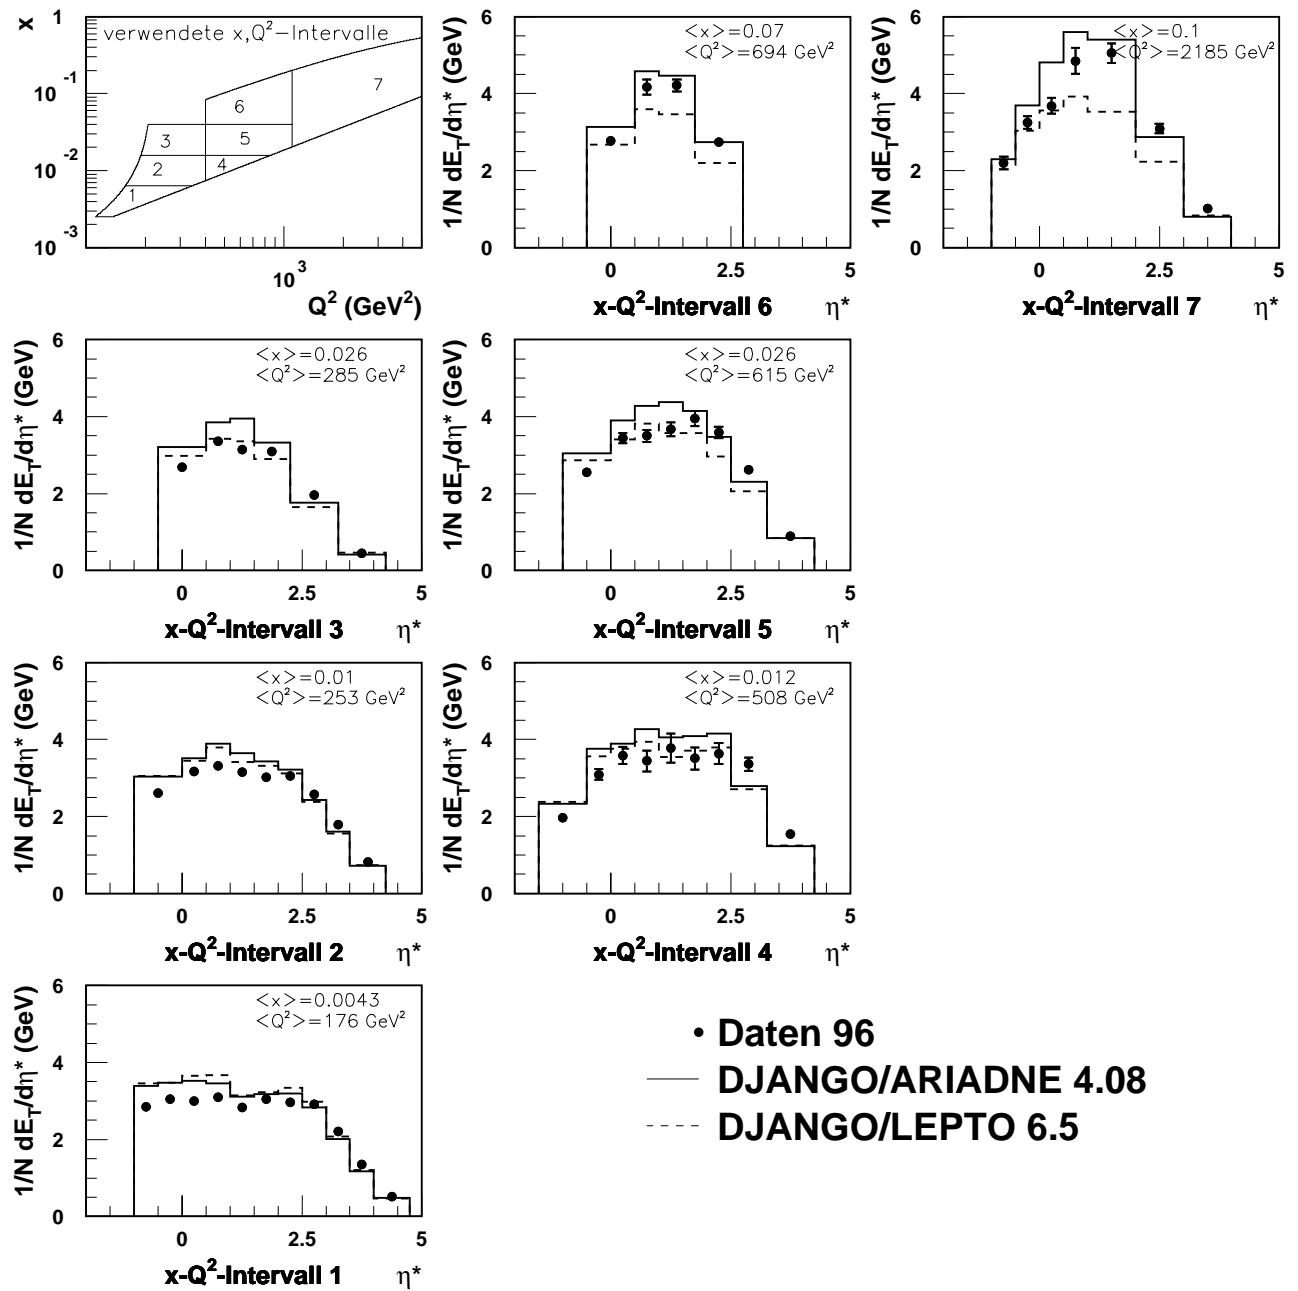 x
1
-1
10
-2
10
-3
10
verwendete x,Q²-Intervalle
1
2
3
4
5
6
7
10³
Q² (GeV²)
1/N dE_T/dη* (GeV)
6
4
2
0
<x>=0.07
<Q²>=694 GeV²
0 2.5 5
x-Q²-Intervall 6 η*
1/N dE_T/dη* (GeV)
6
4
2
0
<x>=0.1
<Q²>=2185 GeV²
0 2.5 5
x-Q²-Intervall 7 η*
1/N dE_T/dη* (GeV)
6
4
2
0
<x>=0.026
<Q²>=285 GeV²
0 2.5 5
x-Q²-Intervall 3 η*
1/N dE_T/dη* (GeV)
6
4
2
0
<x>=0.026
<Q²>=615 GeV²
0 2.5 5
x-Q²-Intervall 5 η*
1/N dE_T/dη* (GeV)
6
4
2
0
<x>=0.01
<Q²>=253 GeV²
0 2.5 5
x-Q²-Intervall 2 η*
1/N dE_T/dη* (GeV)
6
4
2
0
<x>=0.012
<Q²>=508 GeV²
0 2.5 5
x-Q²-Intervall 4 η*
1/N dE_T/dη* (GeV)
6
4
2
0
<x>=0.0043
<Q²>=176 GeV²
0 2.5 5
x-Q²-Intervall 1 η*
Daten 96
DJANGO/ARIADNE 4.08
DJANGO/LEPTO 6.5